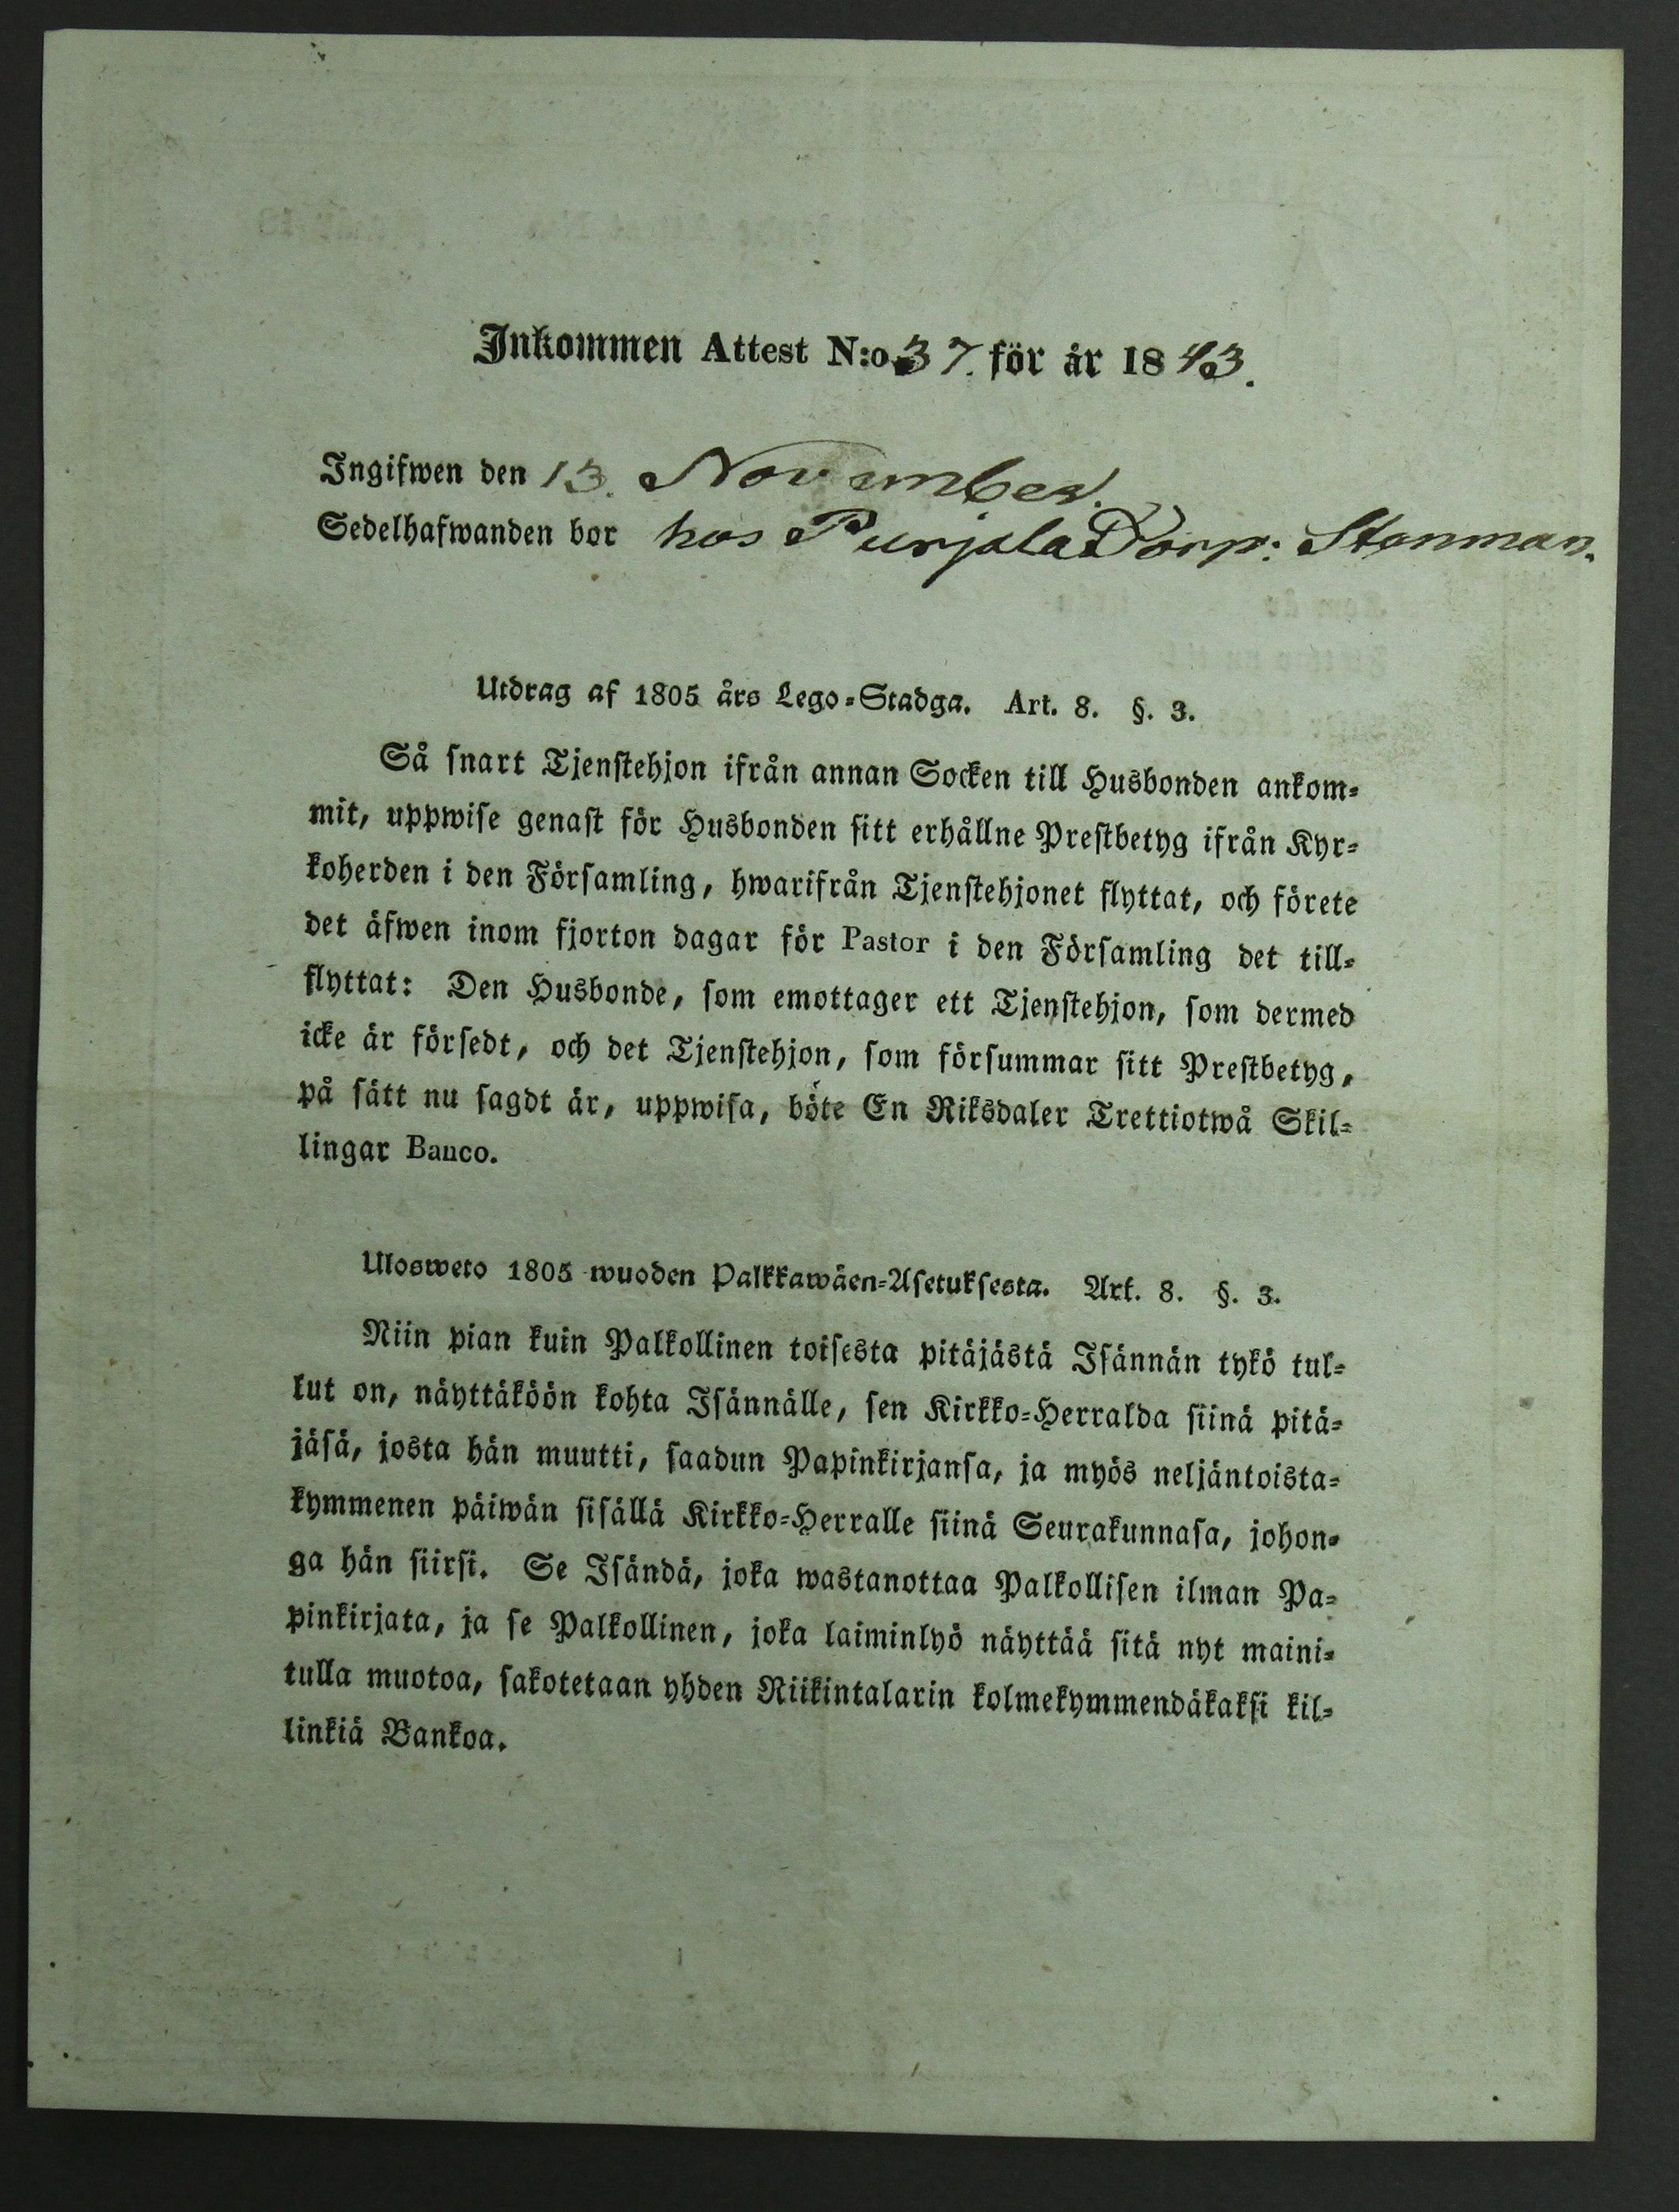 Inkommen Attest N:o 37. för år 1843.
Ingifwen den 13. November.
Sedelhafwanden bor hos Purjala Torp: Stenman.
Utdrag af 1805 års Lego-Stadga. Art. 8. §. 3.
Så snart Tjenstehjon ifrån annan Socken till Husbonden ankom-
mit, uppwise genast för Husbonden sitt erhållne Prestbetyg ifrån Kyr-
koherden i den Församling, hwarifrån Tjenstehjonet flyttat, och förete
det äfwen inom fjorton dagar för Pastor i den Församling det till-
flyttat: Den Husbonde, som emottager ett Tjenstehjon, som dermed
icke är försedt, och det Tjenstehjon, som försummar sitt Prestbetyg,
på sätt nu sagdt är, uppwisa, böte En Riksdaler Trettiotwå Skil-
lingar Banco.
Ulosweto 1805 wuoden Palkkawäen-Asetuksesta. Art. 8. §. 3.
Niin pian kuin Palkollinen toisesta pitäjästä Isännän tykö tul-
lut on, näyttäköön kohta Isännälle, sen Kirkko-Herralda siinä pitä-
jäsä, josta hän muutti, saadun Papinkirjansa, ja myös neljäntoista-
kymmenen päiwän sisällä Kirkko-Herralle siinä Seurakunnasa, johon-
ga hän siirsi. Se Isändä, joka wastanottaa Palkollisen ilman Pa-
pinkirjata, ja se Palkollinen, joka laiminlyö näyttää sitä nyt maini-
tulla muotoa, sakotetaan yhden Riikintalarin kolmekymmendäkaksi kil-
linkiä Bankoa.